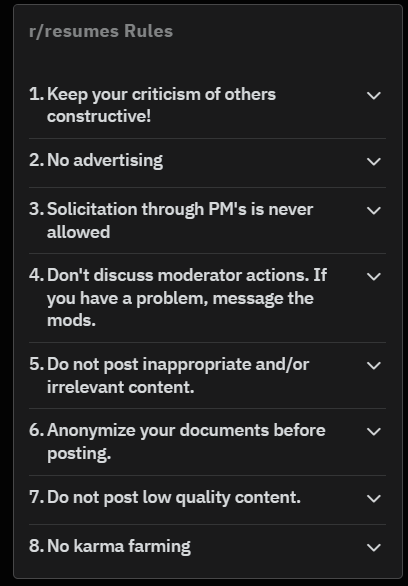 r/resumes Rules
1. Keep your criticism of others
constructive!
2. No advertising
3. Solicitation through PM's is never
allowed
4. Don't discuss moderator actions. If
you have a problem, message the
mods.
5. Do not post inappropriate and/or
irrelevant content.
6. Anonymize your documents before
posting.
7. Do not post low quality content.
8. No karma farming